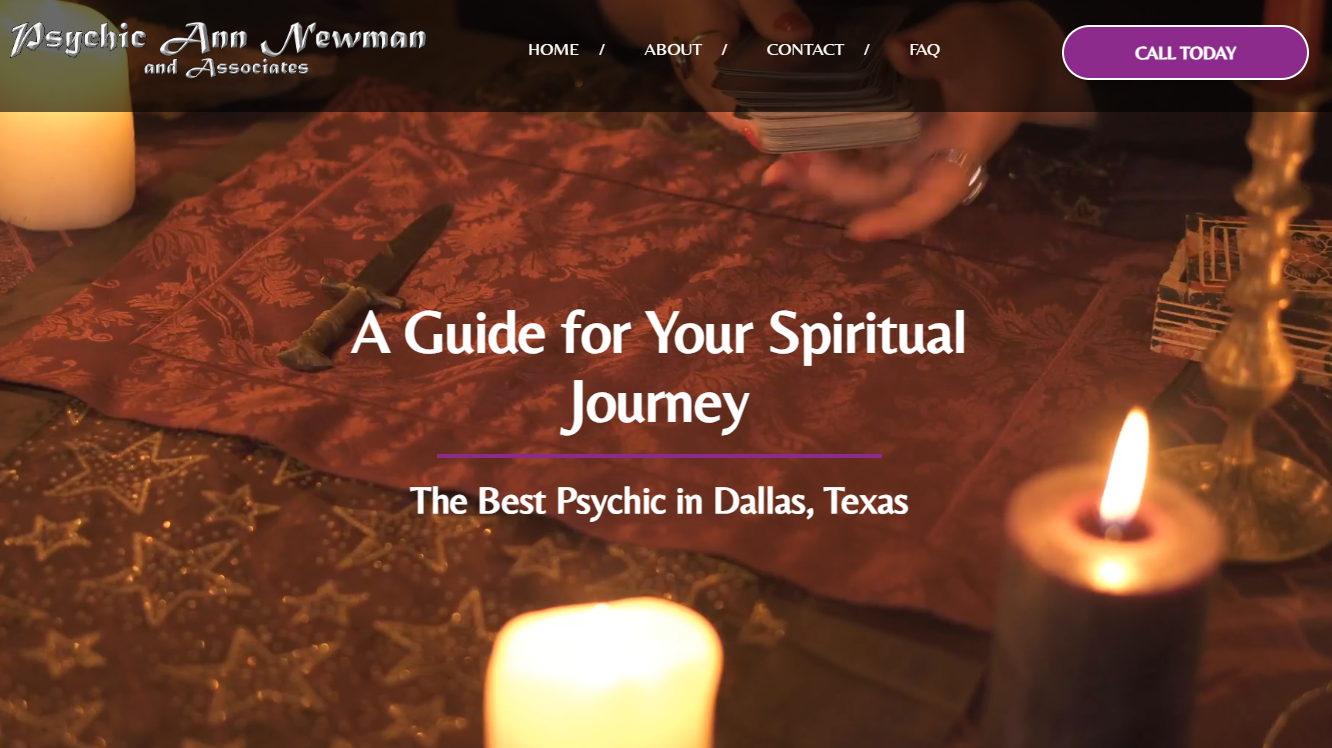 Psychic Ann Newman
and Associates
HOME / ABOUT / CONTACT / FAQ
CALL TODAY
A Guide for Your Spiritual
Journey
The Best Psychic in Dallas, Texas